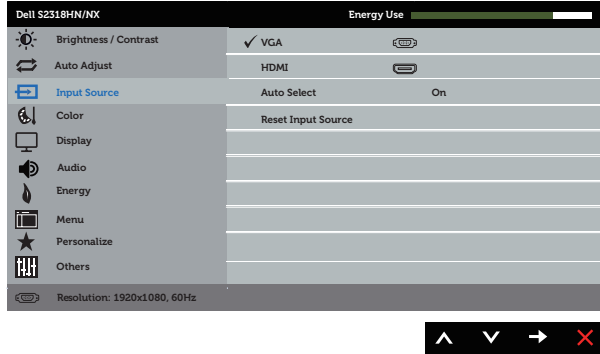 Dell S2318HN/NX Energy Use
Brightness / Contrast
Auto Adjust
Input Source
Color
Display
Audio
Energy
Menu
Personalize
Others
VGA
HDMI
Auto Select On
Reset Input Source
Resolution: 1920x1080, 60Hz